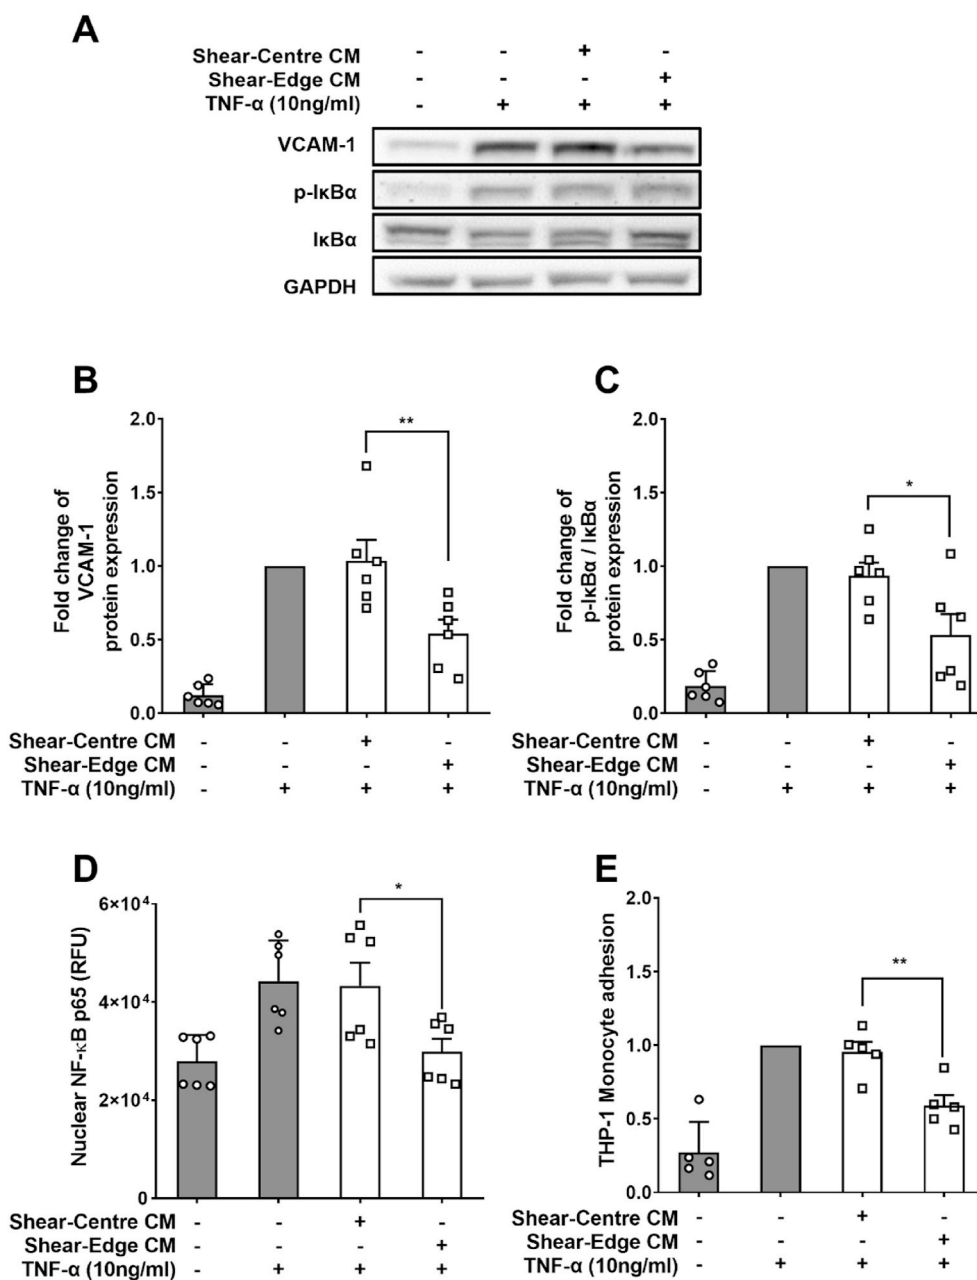 A
Shear-Centre CM - - + -
Shear-Edge CM - - - +
TNF-α (10ng/ml) - + + +
VCAM-1
p-IκBα
IκBα
GAPDH
B
Fold change of
VCAM-1
protein expression
2.0
1.5
1.0
0.5
0.0
**
Shear-Centre CM - - + -
Shear-Edge CM - - - +
TNF-α (10ng/ml) - + + +
C
Fold change of
p-IκBα / IκBα
protein expression
2.0
1.5
1.0
0.5
0.0
*
Shear-Centre CM - - + -
Shear-Edge CM - - - +
TNF-α (10ng/ml) - + + +
D
Nuclear NF-κB p65 (RFU)
6×10⁴
4×10⁴
2×10⁴
0
*
Shear-Centre CM - - + -
Shear-Edge CM - - - +
TNF-α (10ng/ml) - + + +
E
THP-1 Monocyte adhesion
2.0
1.5
1.0
0.5
0.0
**
Shear-Centre CM - - + -
Shear-Edge CM - - - +
TNF-α (10ng/ml) - + + +